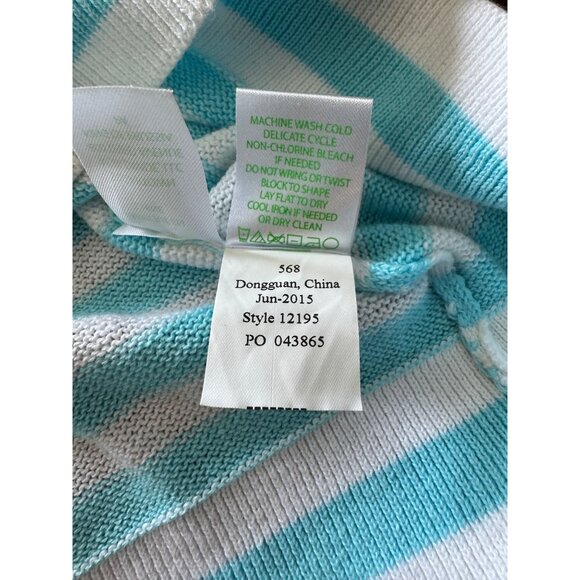 MACHINE WASH COLD
DELICATE CYCLE
NON-CHLORINE BLEACH
IF NEEDED
DO NOT WRING OR TWIST
BLOCK TO SHAPE
LAY FLAT TO DRY
COOL IRON IF NEEDED
OR DRY CLEAN
568
Dongguan, China
Jun-2015
Style 12195
PO 043865